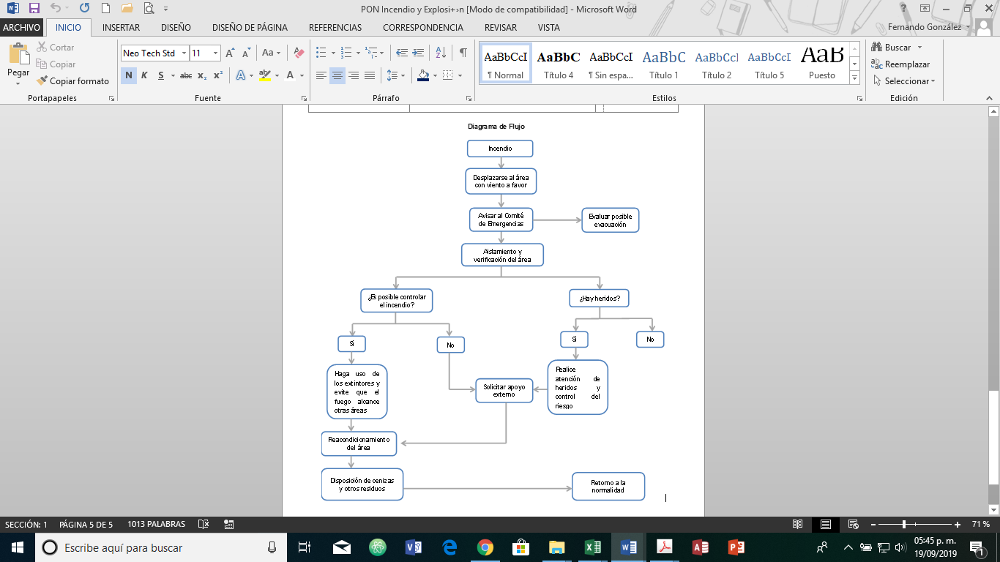 PON Incendio y Explosi+›n [Modo de compatibilidad] - Microsoft Word
ARCHIVO INICIO INSERTAR DISEÑO DISEÑO DE PÁGINA REFERENCIAS CORRESPONDENCIA REVISAR VISTA Fernando González
Pegar
Cortar
Copiar
Copiar formato
Portapapeles
Neo Tech Std 11
N K S abc x₂ x²
Fuente
Párrafo
AaBbCcI AaBbC AaBbCcI AaBbC AaBbCcI AaBbCcI AaB
¶ Normal Título 4 ¶ Sin espa... Título 1 Título 2 Título 5 Puesto
Estilos
Buscar
Reemplazar
Seleccionar
Edición
Diagrama de Flujo
Incendio
Desplazarse al área
con viento a favor
Avisar al Comité
de Emergencias
Evaluar posible
evacuación
Aislamiento y
verificación del área
¿Es posible controlar
el incendio?
¿Hay heridos?
Sí
No
Sí
No
Haga uso de
los extintores y
evite que el
fuego alcance
otras áreas
Solicitar apoyo
externo
Realice
atención de
heridos y
control del
riesgo
Reacondicionamiento
del área
Disposición de cenizas
y otros residuos
Retorno a la
normalidad
SECCIÓN: 1 PÁGINA 5 DE 5 1013 PALABRAS 71 %
Escribe aquí para buscar
05:45 p. m.
19/09/2019
1